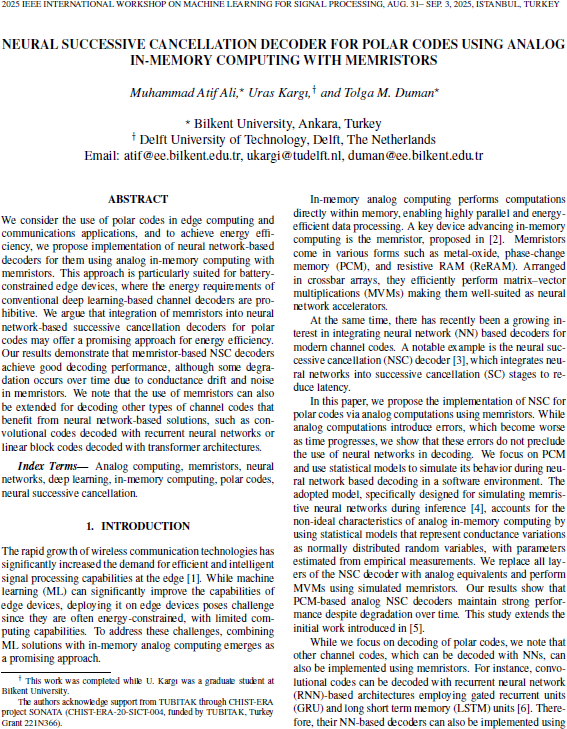 2025 IEEE INTERNATIONAL WORKSHOP ON MACHINE LEARNING FOR SIGNAL PROCESSING, AUG. 31– SEP. 3, 2025, ISTANBUL, TURKEY
NEURAL SUCCESSIVE CANCELLATION DECODER FOR POLAR CODES USING ANALOG
IN-MEMORY COMPUTING WITH MEMRISTORS
Muhammad Atif Ali,⋆ Uras Kargı,† and Tolga M. Duman⋆
⋆ Bilkent University, Ankara, Turkey
† Delft University of Technology, Delft, The Netherlands
Email: atif@ee.bilkent.edu.tr, ukargi@tudelft.nl, duman@ee.bilkent.edu.tr
ABSTRACT
We consider the use of polar codes in edge computing and
communications applications, and to achieve energy effi-
ciency, we propose implementation of neural network-based
decoders for them using analog in-memory computing with
memristors. This approach is particularly suited for battery-
constrained edge devices, where the energy requirements of
conventional deep learning-based channel decoders are pro-
hibitive. We argue that integration of memristors into neural
network-based successive cancellation decoders for polar
codes may offer a promising approach for energy efficiency.
Our results demonstrate that memristor-based NSC decoders
achieve good decoding performance, although some degra-
dation occurs over time due to conductance drift and noise
in memristors. We note that the use of memristors can also
be extended for decoding other types of channel codes that
benefit from neural network-based solutions, such as con-
volutional codes decoded with recurrent neural networks or
linear block codes decoded with transformer architectures.
Index Terms— Analog computing, memristors, neural
networks, deep learning, in-memory computing, polar codes,
neural successive cancellation.
1. INTRODUCTION
The rapid growth of wireless communication technologies has
significantly increased the demand for efficient and intelligent
signal processing capabilities at the edge [1]. While machine
learning (ML) can significantly improve the capabilities of
edge devices, deploying it on edge devices poses challenge
since they are often energy-constrained, with limited com-
puting capabilities. To address these challenges, combining
ML solutions with in-memory analog computing emerges as
a promising approach.
† This work was completed while U. Kargı was a graduate student at
Bilkent University.
The authors acknowledge support from TUBITAK through CHIST-ERA
project SONATA (CHIST-ERA-20-SICT-004, funded by TUBITAK, Turkey
Grant 221N366).
In-memory analog computing performs computations
directly within memory, enabling highly parallel and energy-
efficient data processing. A key device advancing in-memory
computing is the memristor, proposed in [2]. Memristors
come in various forms such as metal-oxide, phase-change
memory (PCM), and resistive RAM (ReRAM). Arranged
in crossbar arrays, they efficiently perform matrix–vector
multiplications (MVMs) making them well-suited as neural
network accelerators.
At the same time, there has recently been a growing in-
terest in integrating neural network (NN) based decoders for
modern channel codes. A notable example is the neural suc-
cessive cancellation (NSC) decoder [3], which integrates neu-
ral networks into successive cancellation (SC) stages to re-
duce latency.
In this paper, we propose the implementation of NSC for
polar codes via analog computations using memristors. While
analog computations introduce errors, which become worse
as time progresses, we show that these errors do not preclude
the use of neural networks in decoding. We focus on PCM
and use statistical models to simulate its behavior during neu-
ral network based decoding in a software environment. The
adopted model, specifically designed for simulating memris-
tive neural networks during inference [4], accounts for the
non-ideal characteristics of analog in-memory computing by
using statistical models that represent conductance variations
as normally distributed random variables, with parameters
estimated from empirical measurements. We replace all lay-
ers of the NSC decoder with analog equivalents and perform
MVMs using simulated memristors. Our results show that
PCM-based analog NSC decoders maintain strong perfor-
mance despite degradation over time. This study extends the
initial work introduced in [5].
While we focus on decoding of polar codes, we note that
other channel codes, which can be decoded with NNs, can
also be implemented using memristors. For instance, convo-
lutional codes can be decoded with recurrent neural network
(RNN)-based architectures employing gated recurrent units
(GRU) and long short term memory (LSTM) units [6]. There-
fore, their NN-based decoders can also be implemented using